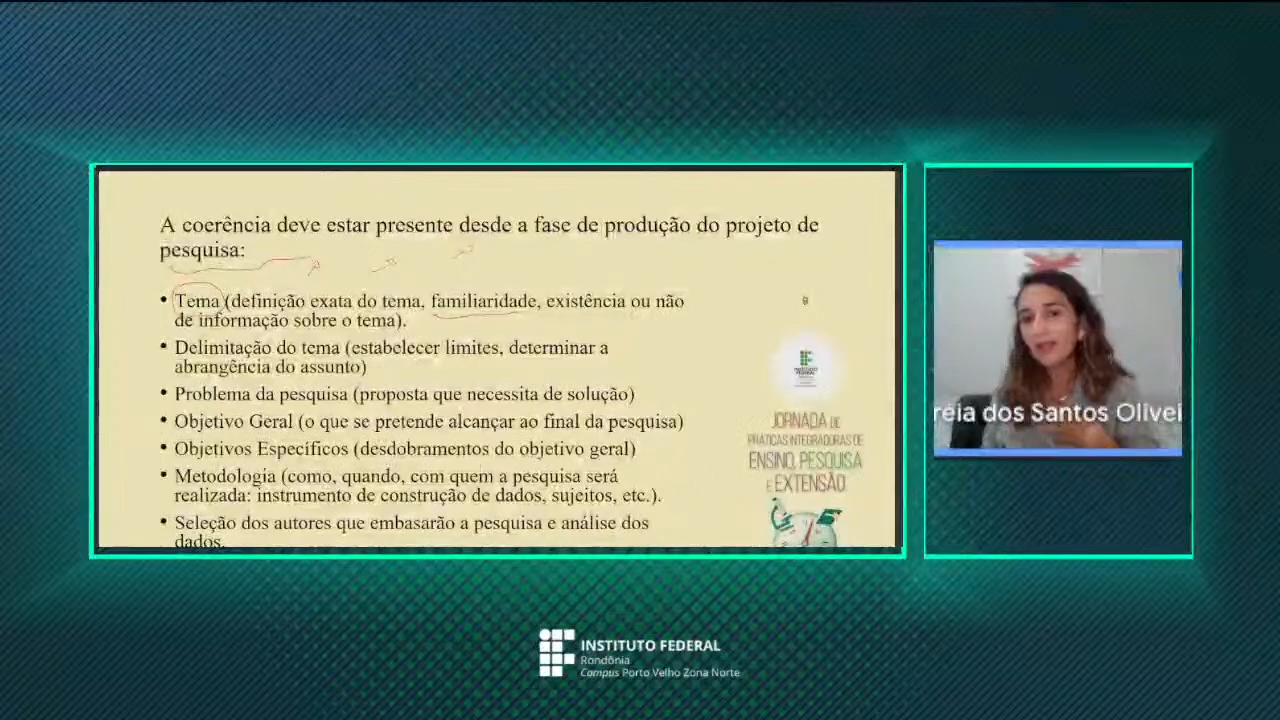 A coerência deve estar presente desde a fase de produção do projeto de
pesquisa:
• Tema (definição exata do tema, familiaridade, existência ou não
de informação sobre o tema).
• Delimitação do tema (estabelecer limites, determinar a
abrangência do assunto)
• Problema da pesquisa (proposta que necessita de solução)
• Objetivo Geral (o que se pretende alcançar ao final da pesquisa)
• Objetivos Específicos (desdobramentos do objetivo geral)
• Metodologia (como, quando, com quem a pesquisa será
realizada: instrumento de construção de dados, sujeitos, etc.).
• Seleção dos autores que embasarão a pesquisa e análise dos
dados.
9
INSTITUTO
FEDERAL
JORNADA DE
PRÁTICAS INTEGRADORAS DE
ENSINO, PESQUISA
E EXTENSÃO
réia dos Santos Olivei
INSTITUTO FEDERAL
Rondônia
Campus Porto Velho Zona Norte